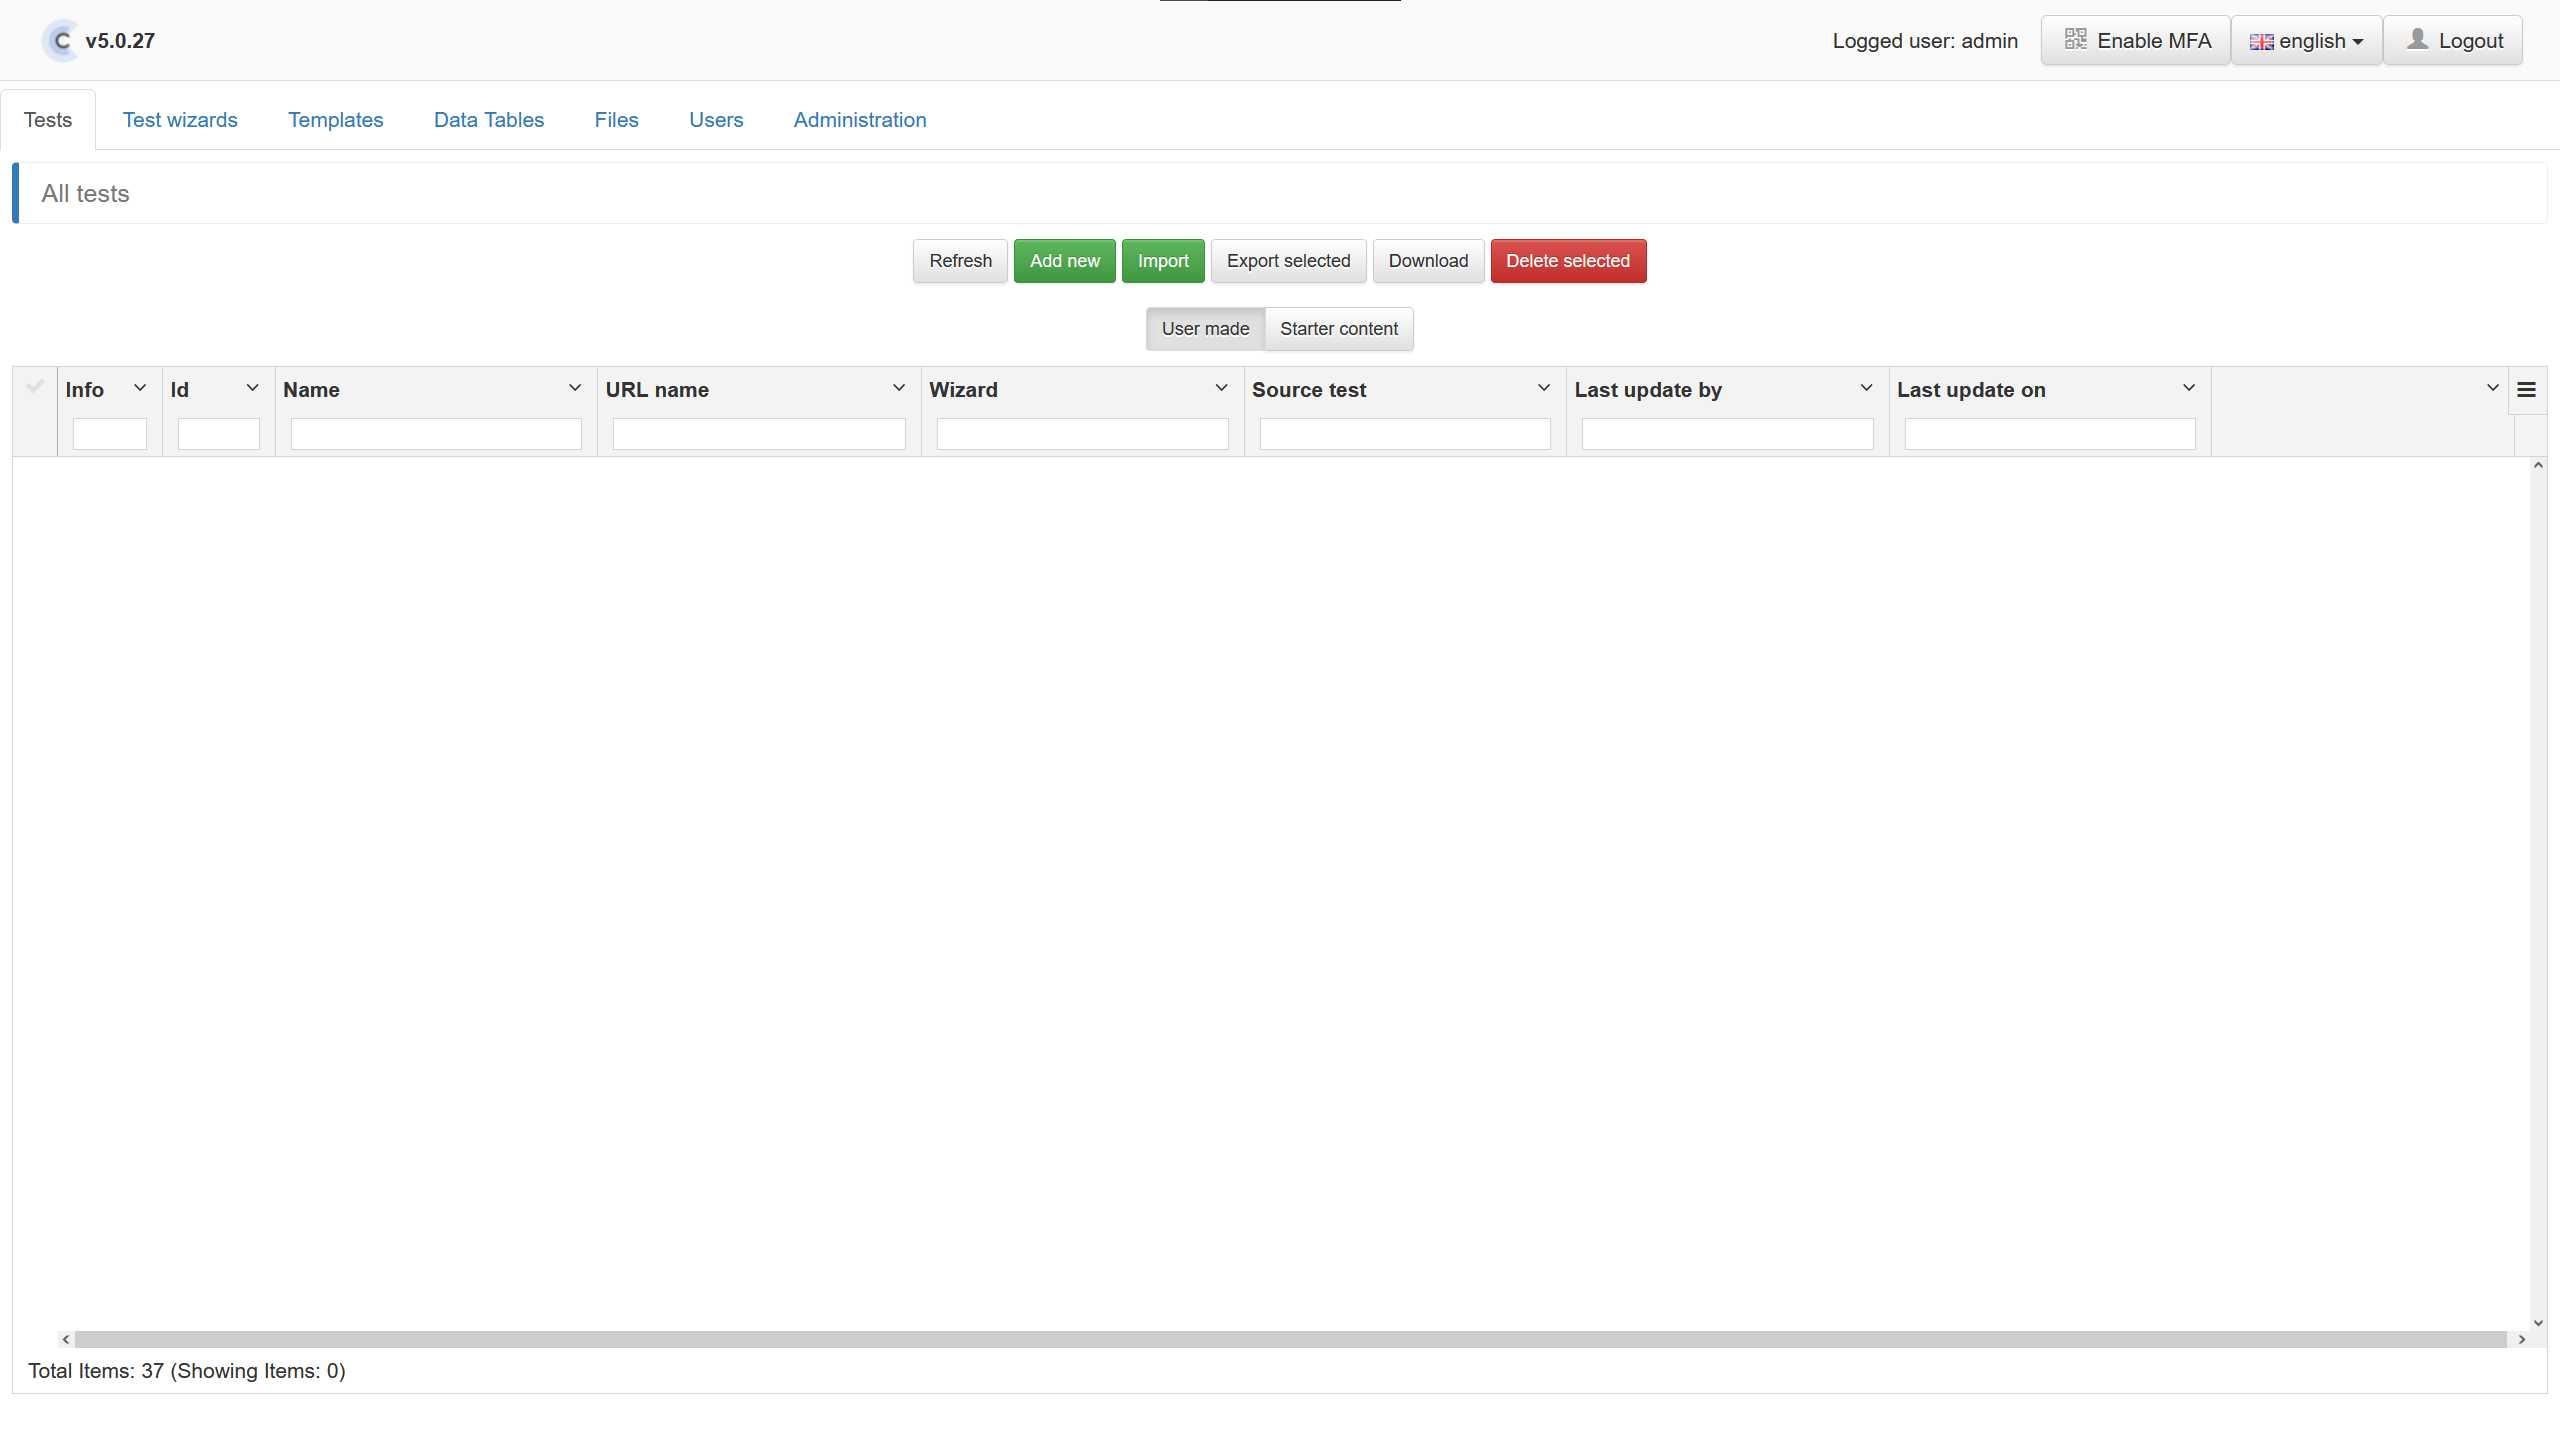 C v5.0.27
Logged user: admin Enable MFA english Logout
Tests Test wizards Templates Data Tables Files Users Administration
All tests
Refresh Add new Import Export selected Download Delete selected
User made Starter content
Info Id Name URL name Wizard Source test Last update by Last update on
Total Items: 37 (Showing Items: 0)